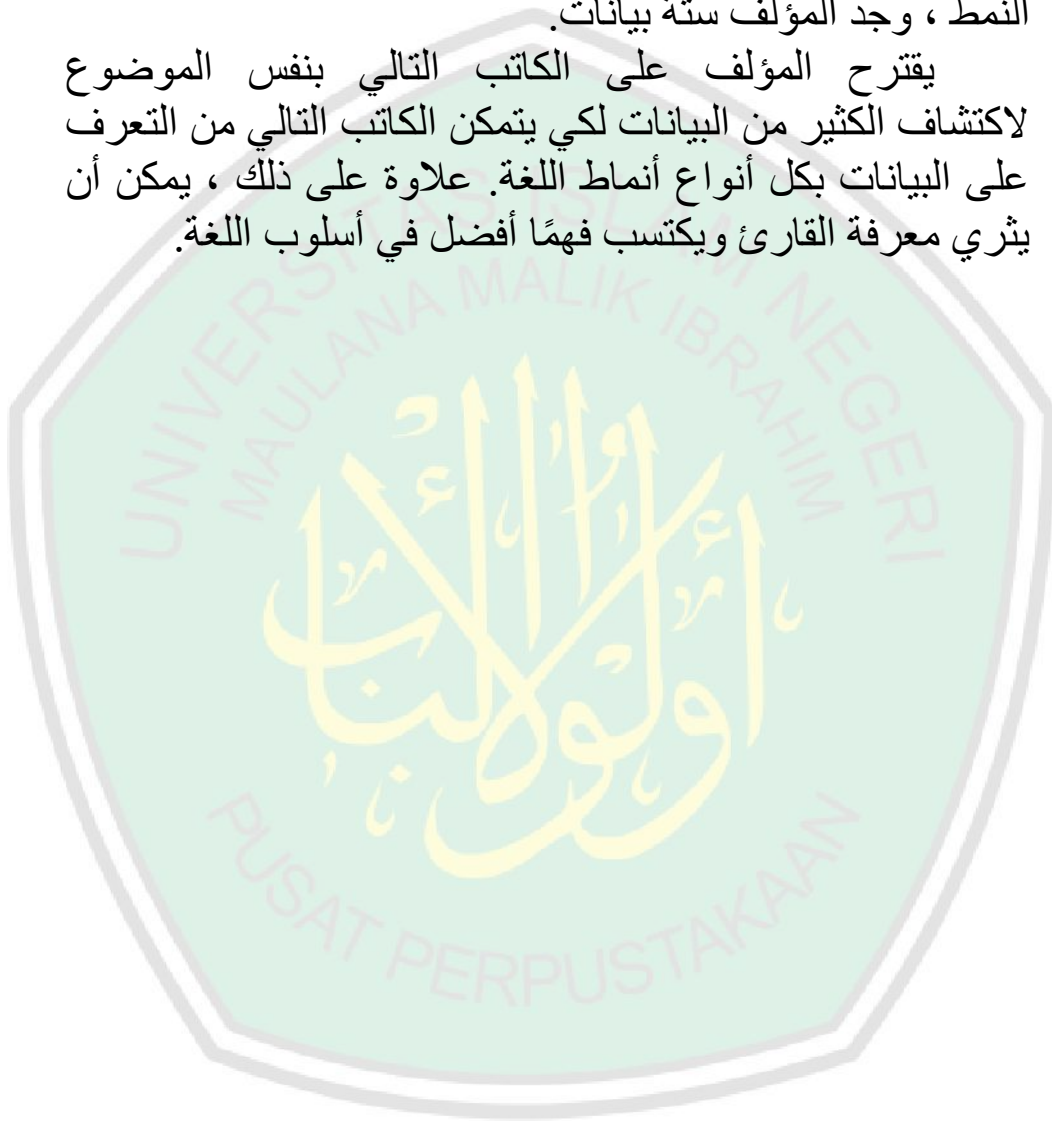 النمط ، وجد المؤلف ستة بيانات.
يقترح المؤلف على الكاتب التالي بنفس الموضوع
لاكتشاف الكثير من البيانات لكي يتمكن الكاتب التالي من التعرف
على البيانات بكل أنواع أنماط اللغة. علاوة على ذلك ، يمكن أن
يثري معرفة القارئ ويكتسب فهمًا أفضل في أسلوب اللغة.
UNIVERSITAS ISLAM NEGERI
MAULANA MALIK IBRAHIM
أولوا الألباب
PUSAT PERPUSTAKAAN